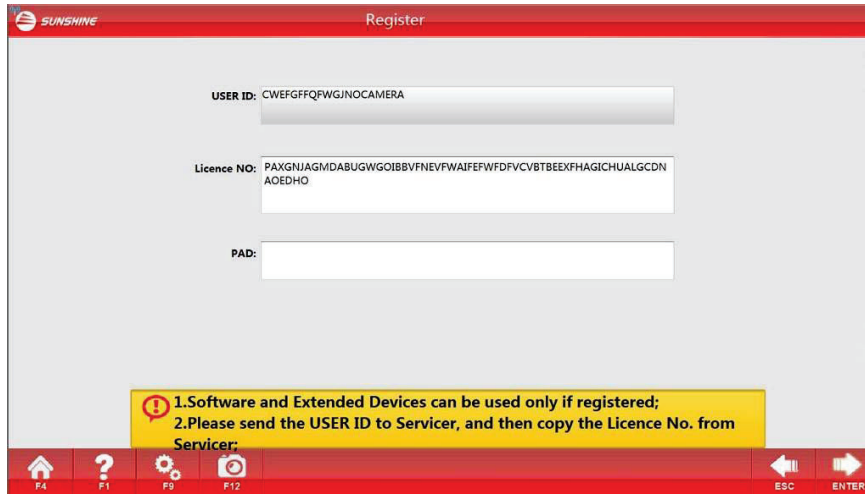 SUNSHINE
Register
USER ID:
CWEFGFFQFWGJNOCAMERA
Licence NO:
PAXGNJAGMDABUGWGOIBBVFNEVFWAIFEFWFDFVCVBTBEEXFHAGICHUALGCDN
AOEDHO
PAD:
1.Software and Extended Devices can be used only if registered;
2.Please send the USER ID to Servicer, and then copy the Licence No. from
Servicer;
F4
F1
F9
F12
ESC
ENTER